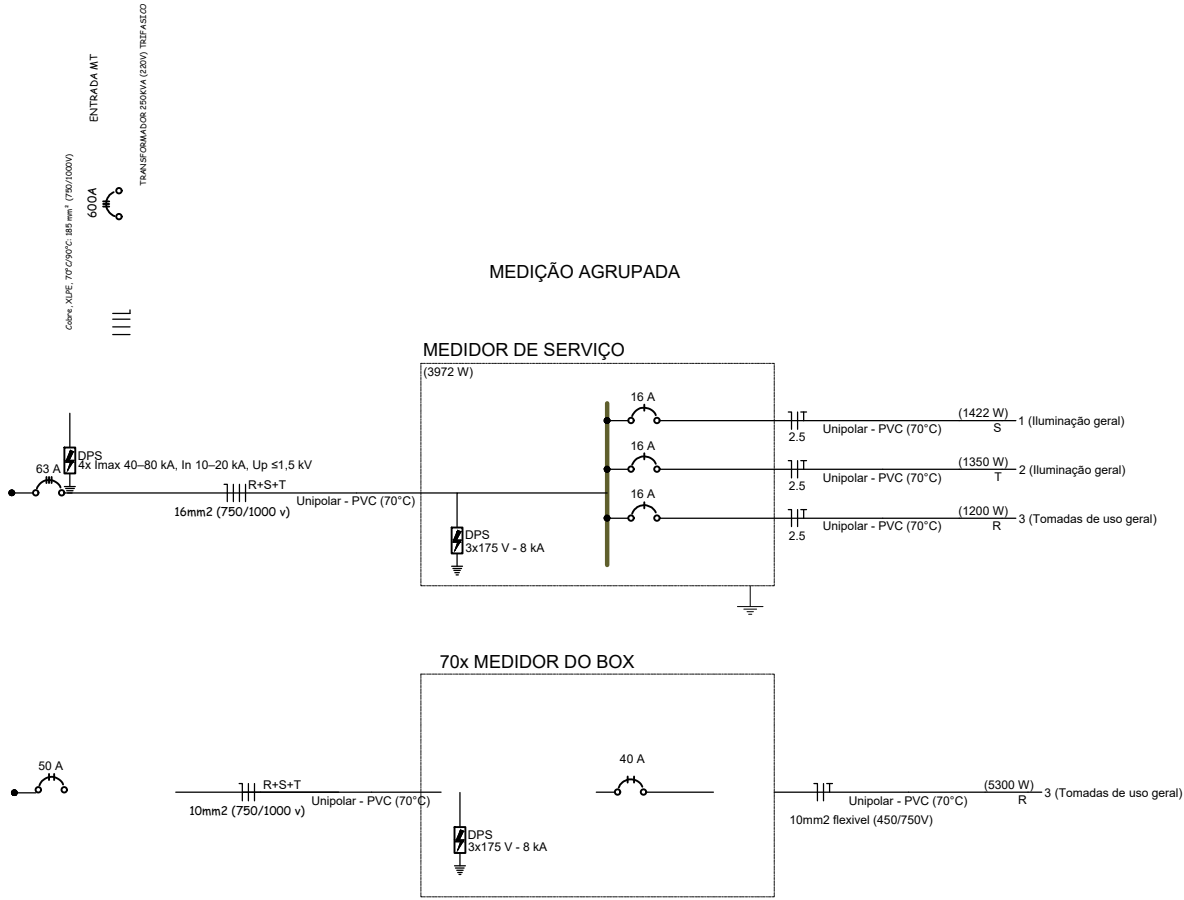 TRANSFORMADOR 250KVA (220V) TRIFASICO
ENTRADA MT
600A
Cobre, XLPE, 70°C/90°C: 185 mm² (750/1000V)
MEDIÇÃO AGRUPADA
MEDIDOR DE SERVIÇO
(3972 W)
16 A
T
2.5
Unipolar - PVC (70°C)
(1422 W)
S
1 (Iluminação geral)
16 A
T
2.5
Unipolar - PVC (70°C)
(1350 W)
T
2 (Iluminação geral)
16 A
T
2.5
Unipolar - PVC (70°C)
(1200 W)
R
3 (Tomadas de uso geral)
DPS
4x Imax 40–80 kA, In 10–20 kA, Up ≤1,5 kV
63 A
R+S+T
Unipolar - PVC (70°C)
16mm2 (750/1000 v)
DPS
3x175 V - 8 kA
70x MEDIDOR DO BOX
50 A
R+S+T
Unipolar - PVC (70°C)
10mm2 (750/1000 v)
DPS
3x175 V - 8 kA
40 A
T
Unipolar - PVC (70°C)
(5300 W)
R
3 (Tomadas de uso geral)
10mm2 flexivel (450/750V)